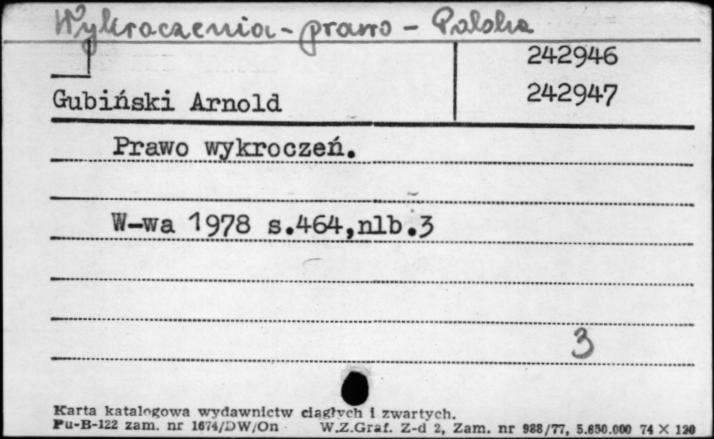 Wykroczenia - prawo - Polska
242946
Gubiński Arnold 242947
Prawo wykroczeń.
W-wa 1978 s.464,nlb.3
3
Karta katalogowa wydawnictw ciągłych i zwartych.
Pu-B-122 zam. nr 1674/DW/On W.Z.Graf. Z-d 2, Zam. nr 988/77, 5.650.000 74 X 120